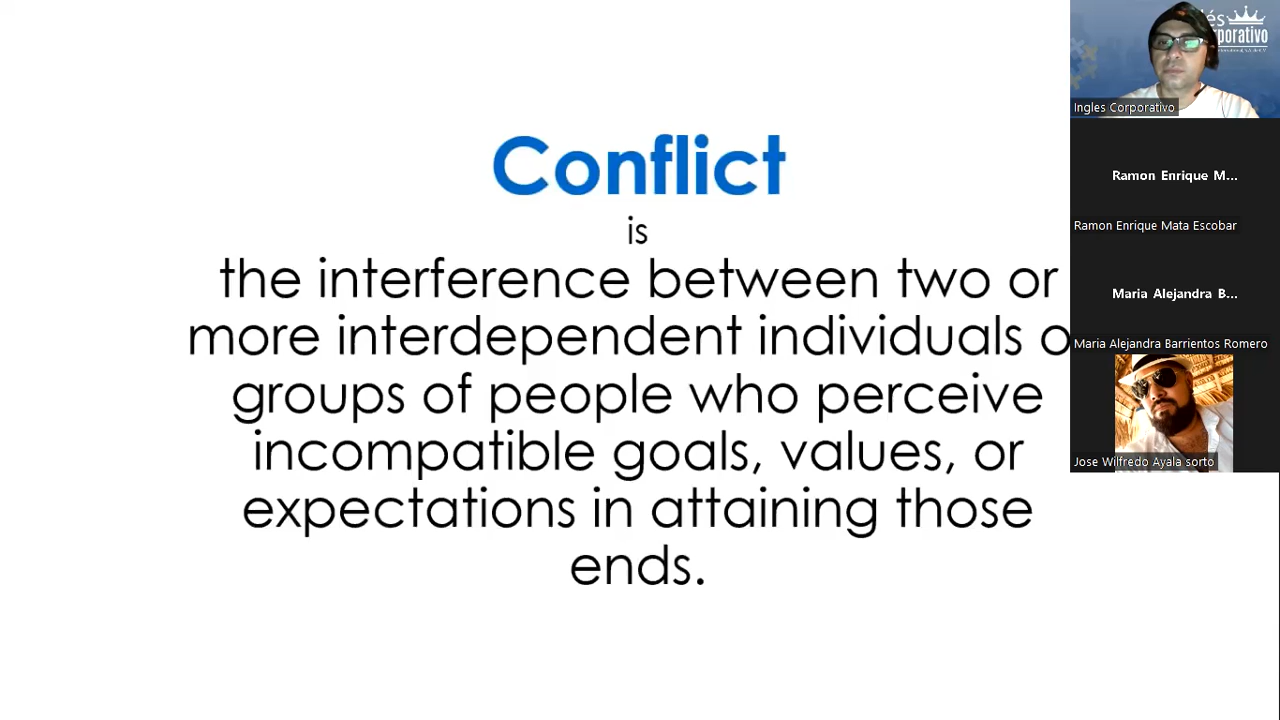 Conflict
is
the interference between two or
more interdependent individuals o
groups of people who perceive
incompatible goals, values, or
expectations in attaining those
ends.
Ingles Corporativo
Ramon Enrique M...
Ramon Enrique Mata Escobar
Maria Alejandra B...
Maria Alejandra Barrientos Romero
Jose Wilfredo Ayala sorto